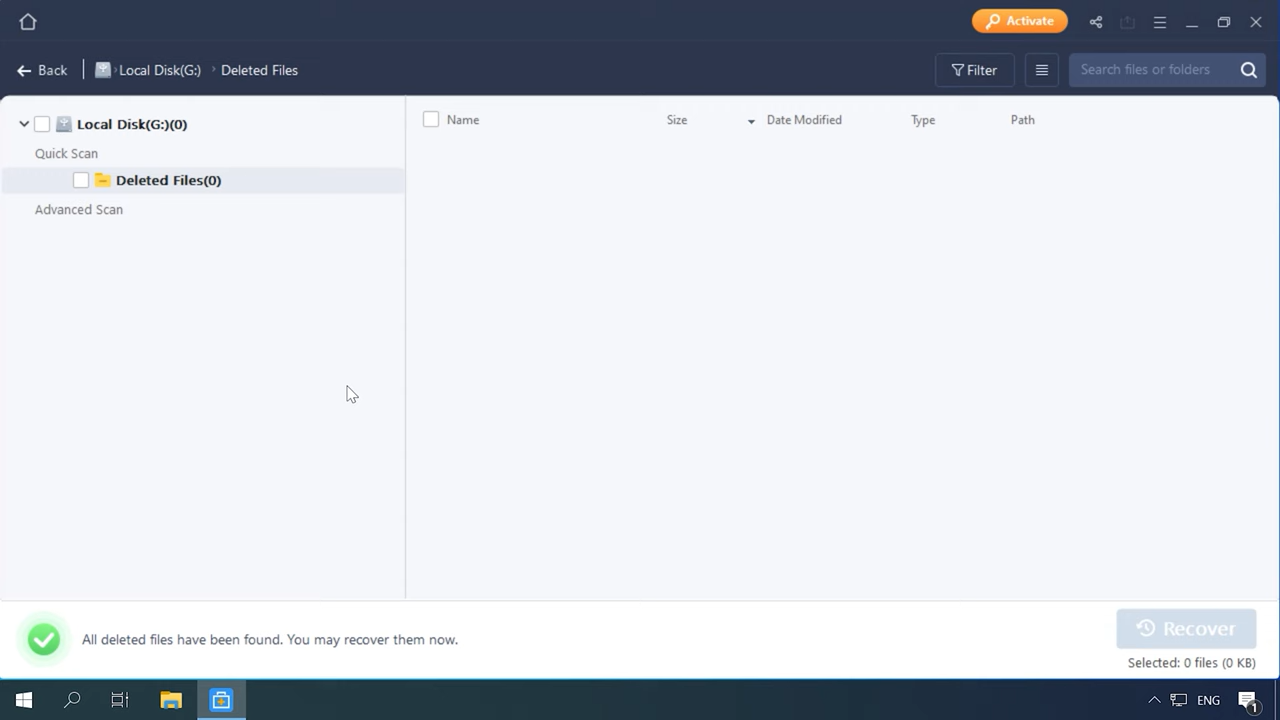 Activate
Back
Local Disk(G:)
Deleted Files
Filter
Search files or folders
Local Disk(G:)(0)
Quick Scan
Deleted Files(0)
Advanced Scan
Name Size Date Modified Type Path
All deleted files have been found. You may recover them now.
Recover
Selected: 0 files (0 KB)
ENG
1